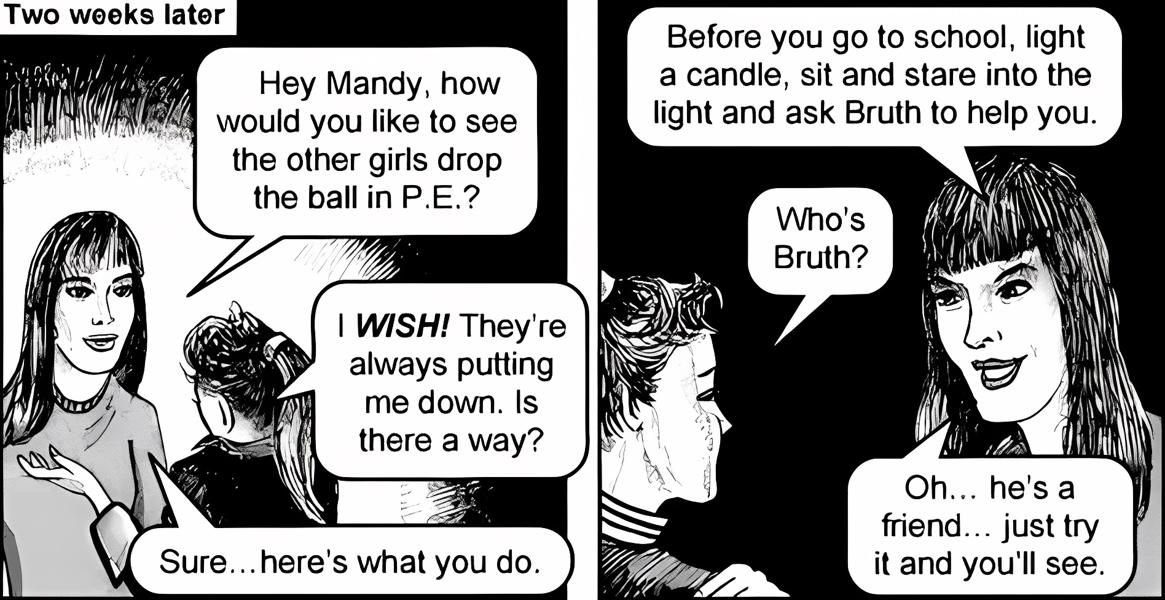 Two weeks later
Hey Mandy, how
would you like to see
the other girls drop
the ball in P.E.?
I WISH! They're
always putting
me down. Is
there a way?
Sure...here's what you do.
Before you go to school, light
a candle, sit and stare into the
light and ask Bruth to help you.
Who's
Bruth?
Oh... he's a
friend... just try
it and you'll see.